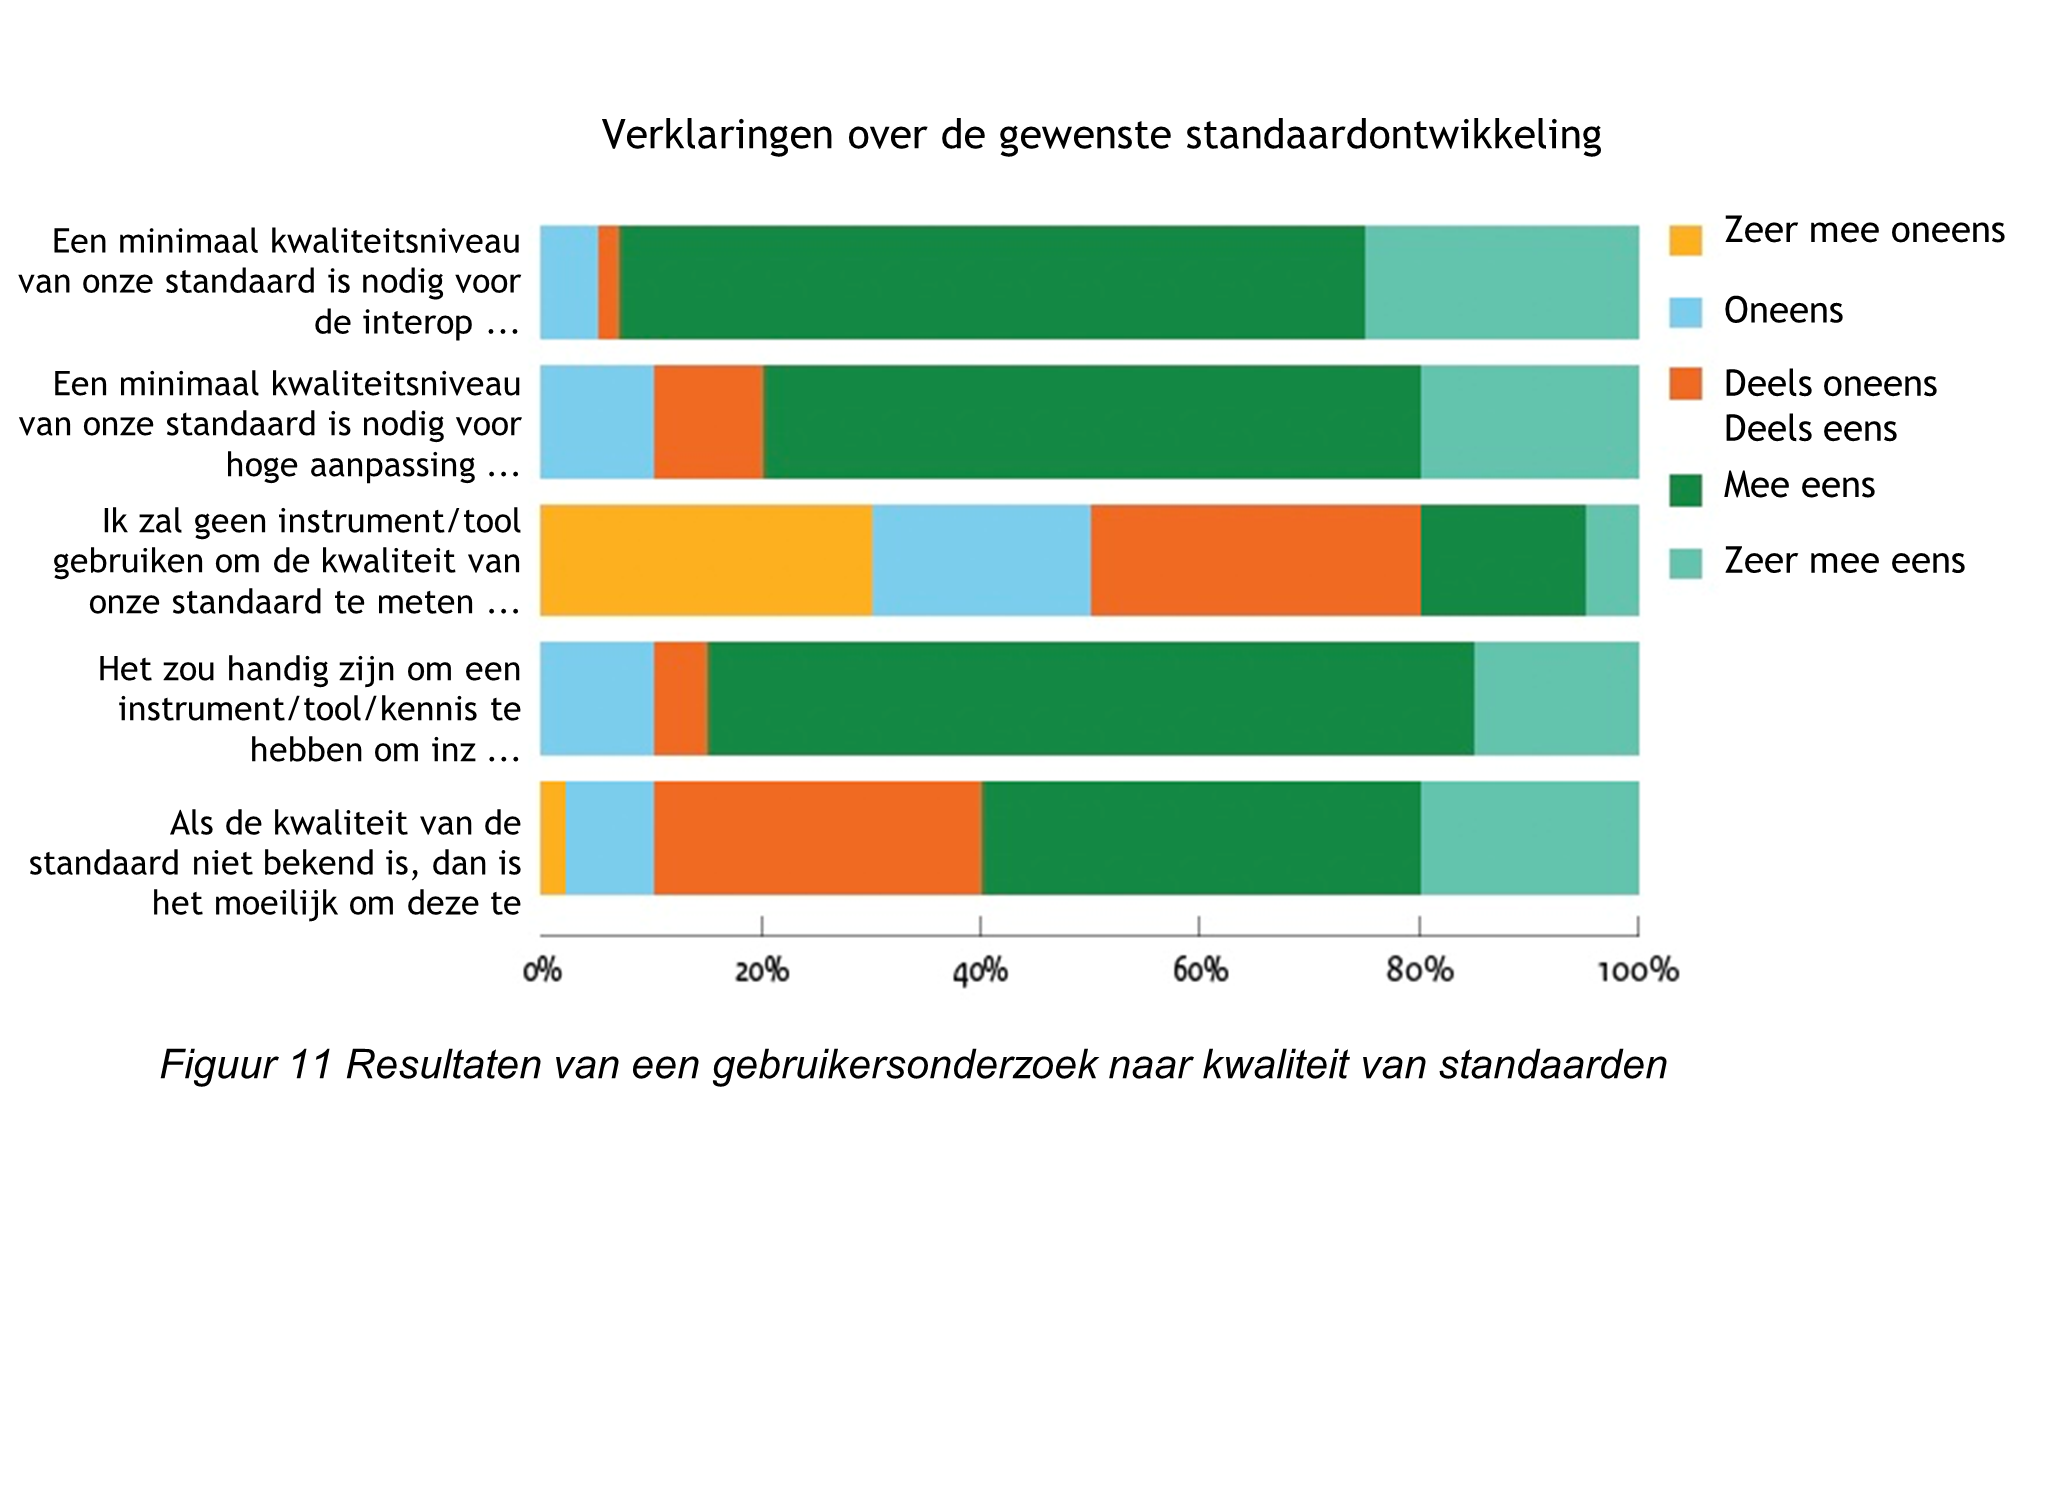 Verklaringen over de gewenste standaardontwikkeling
Een minimaal kwaliteitsniveau
van onze standaard is nodig voor
de interop ...
Een minimaal kwaliteitsniveau
van onze standaard is nodig voor
hoge aanpassing ...
Ik zal geen instrument/tool
gebruiken om de kwaliteit van
onze standaard te meten ...
Het zou handig zijn om een
instrument/tool/kennis te
hebben om inz ...
Als de kwaliteit van de
standaard niet bekend is, dan is
het moeilijk om deze te
Zeer mee oneens
Oneens
Deels oneens
Deels eens
Mee eens
Zeer mee eens
0% 20% 40% 60% 80% 100%
Figuur 11 Resultaten van een gebruikersonderzoek naar kwaliteit van standaarden